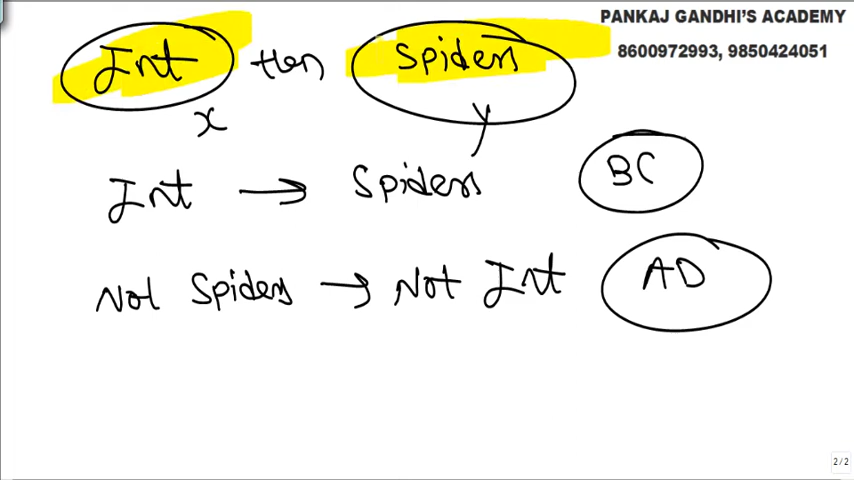 PANKAJ GANDHI'S ACADEMY
8600972993, 9850424051
Int then Spiders
x y
Int → Spiders BC
Not Spiders → Not Int AD
2/2